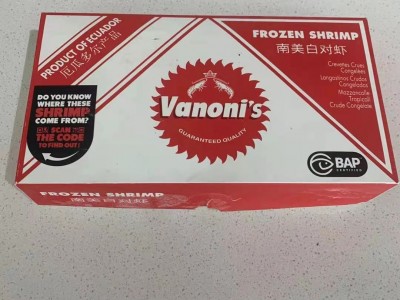 PRODUCT OF ECUADOR
厄瓜多尔产品
FROZEN SHRIMP
南美白对虾
Crevettes Crues
Congelées
Langostinos Crudos
Congelados
Mazzancolle
Tropicali
Crude Congelate
DO YOU KNOW
WHERE THESE
SHRIMP
COME FROM?
SCAN
THE CODE
TO FIND OUT!
Vanoni's
GUARANTEED QUALITY
BAP
CERTIFIED
FROZEN SHRIMP
南美白对虾